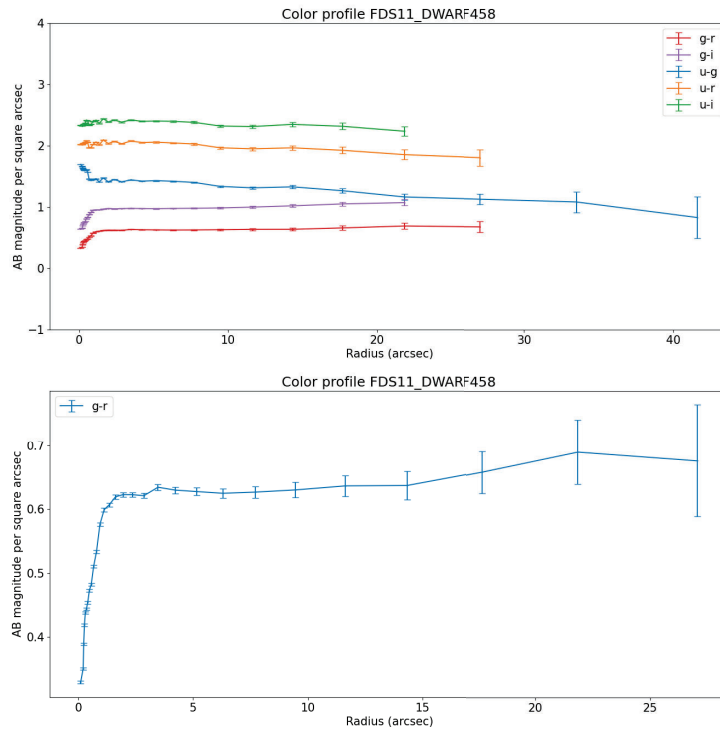 Color profile FDS11_DWARF458
AB magnitude per square arcsec
4
3
2
1
0
−1
g-r
g-i
u-g
u-r
u-i
0
10
20
30
40
Radius (arcsec)
Color profile FDS11_DWARF458
AB magnitude per square arcsec
g-r
0.7
0.6
0.5
0.4
0
5
10
15
20
25
Radius (arcsec)